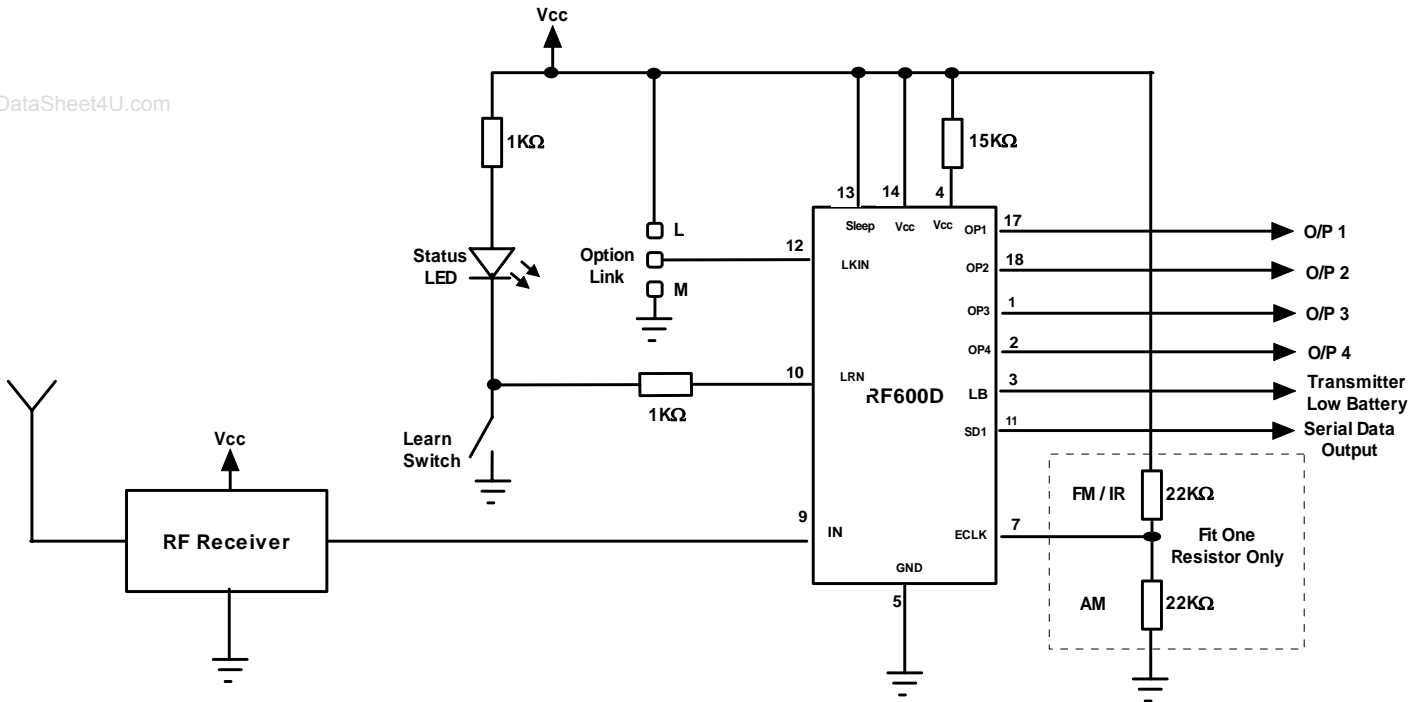 Vcc
DataSheet4U.com
1KΩ
15KΩ
13
14
4
Sleep
Vcc
Vcc
OP1
17
O/P 1
L
Option
Link
M
12
LKIN
Status
LED
OP2
18
O/P 2
OP3
1
O/P 3
OP4
2
O/P 4
10
LRN
RF600D
LB
3
Transmitter
Low Battery
1KΩ
SD1
11
Serial Data
Output
Learn
Switch
Vcc
RF Receiver
9
IN
ECLK
7
FM / IR
22KΩ
Fit One
Resistor Only
AM
22KΩ
GND
5